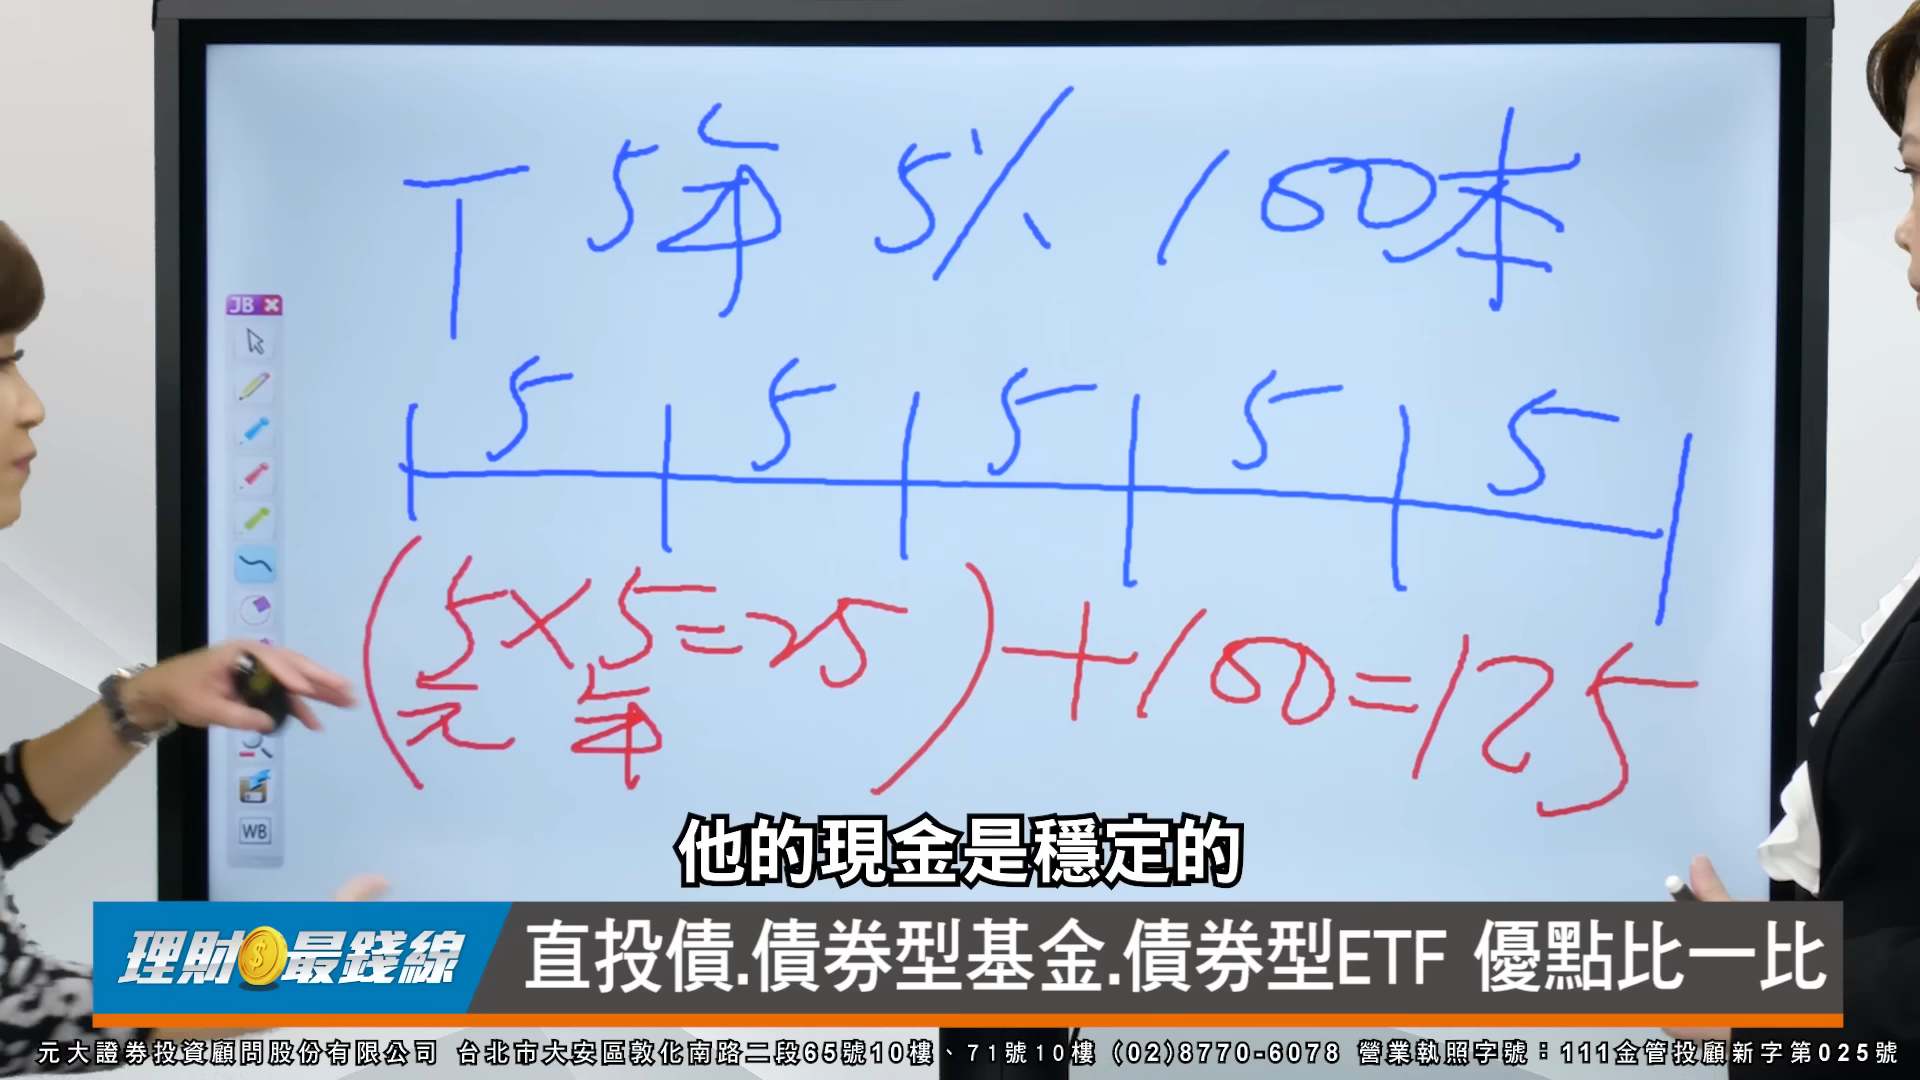 T 5年 5% 100本
5 5 5 5 5
(5×5=25)+100=125
元 年
JB
WB
他的現金是穩定的
理財$最錢線
直投債.債券型基金.債券型ETF 優點比一比
元大證券投資顧問股份有限公司 台北市大安區敦化南路二段65號10樓、71號10樓 (02)8770-6078 營業執照字號：111金管投顧新字第025號